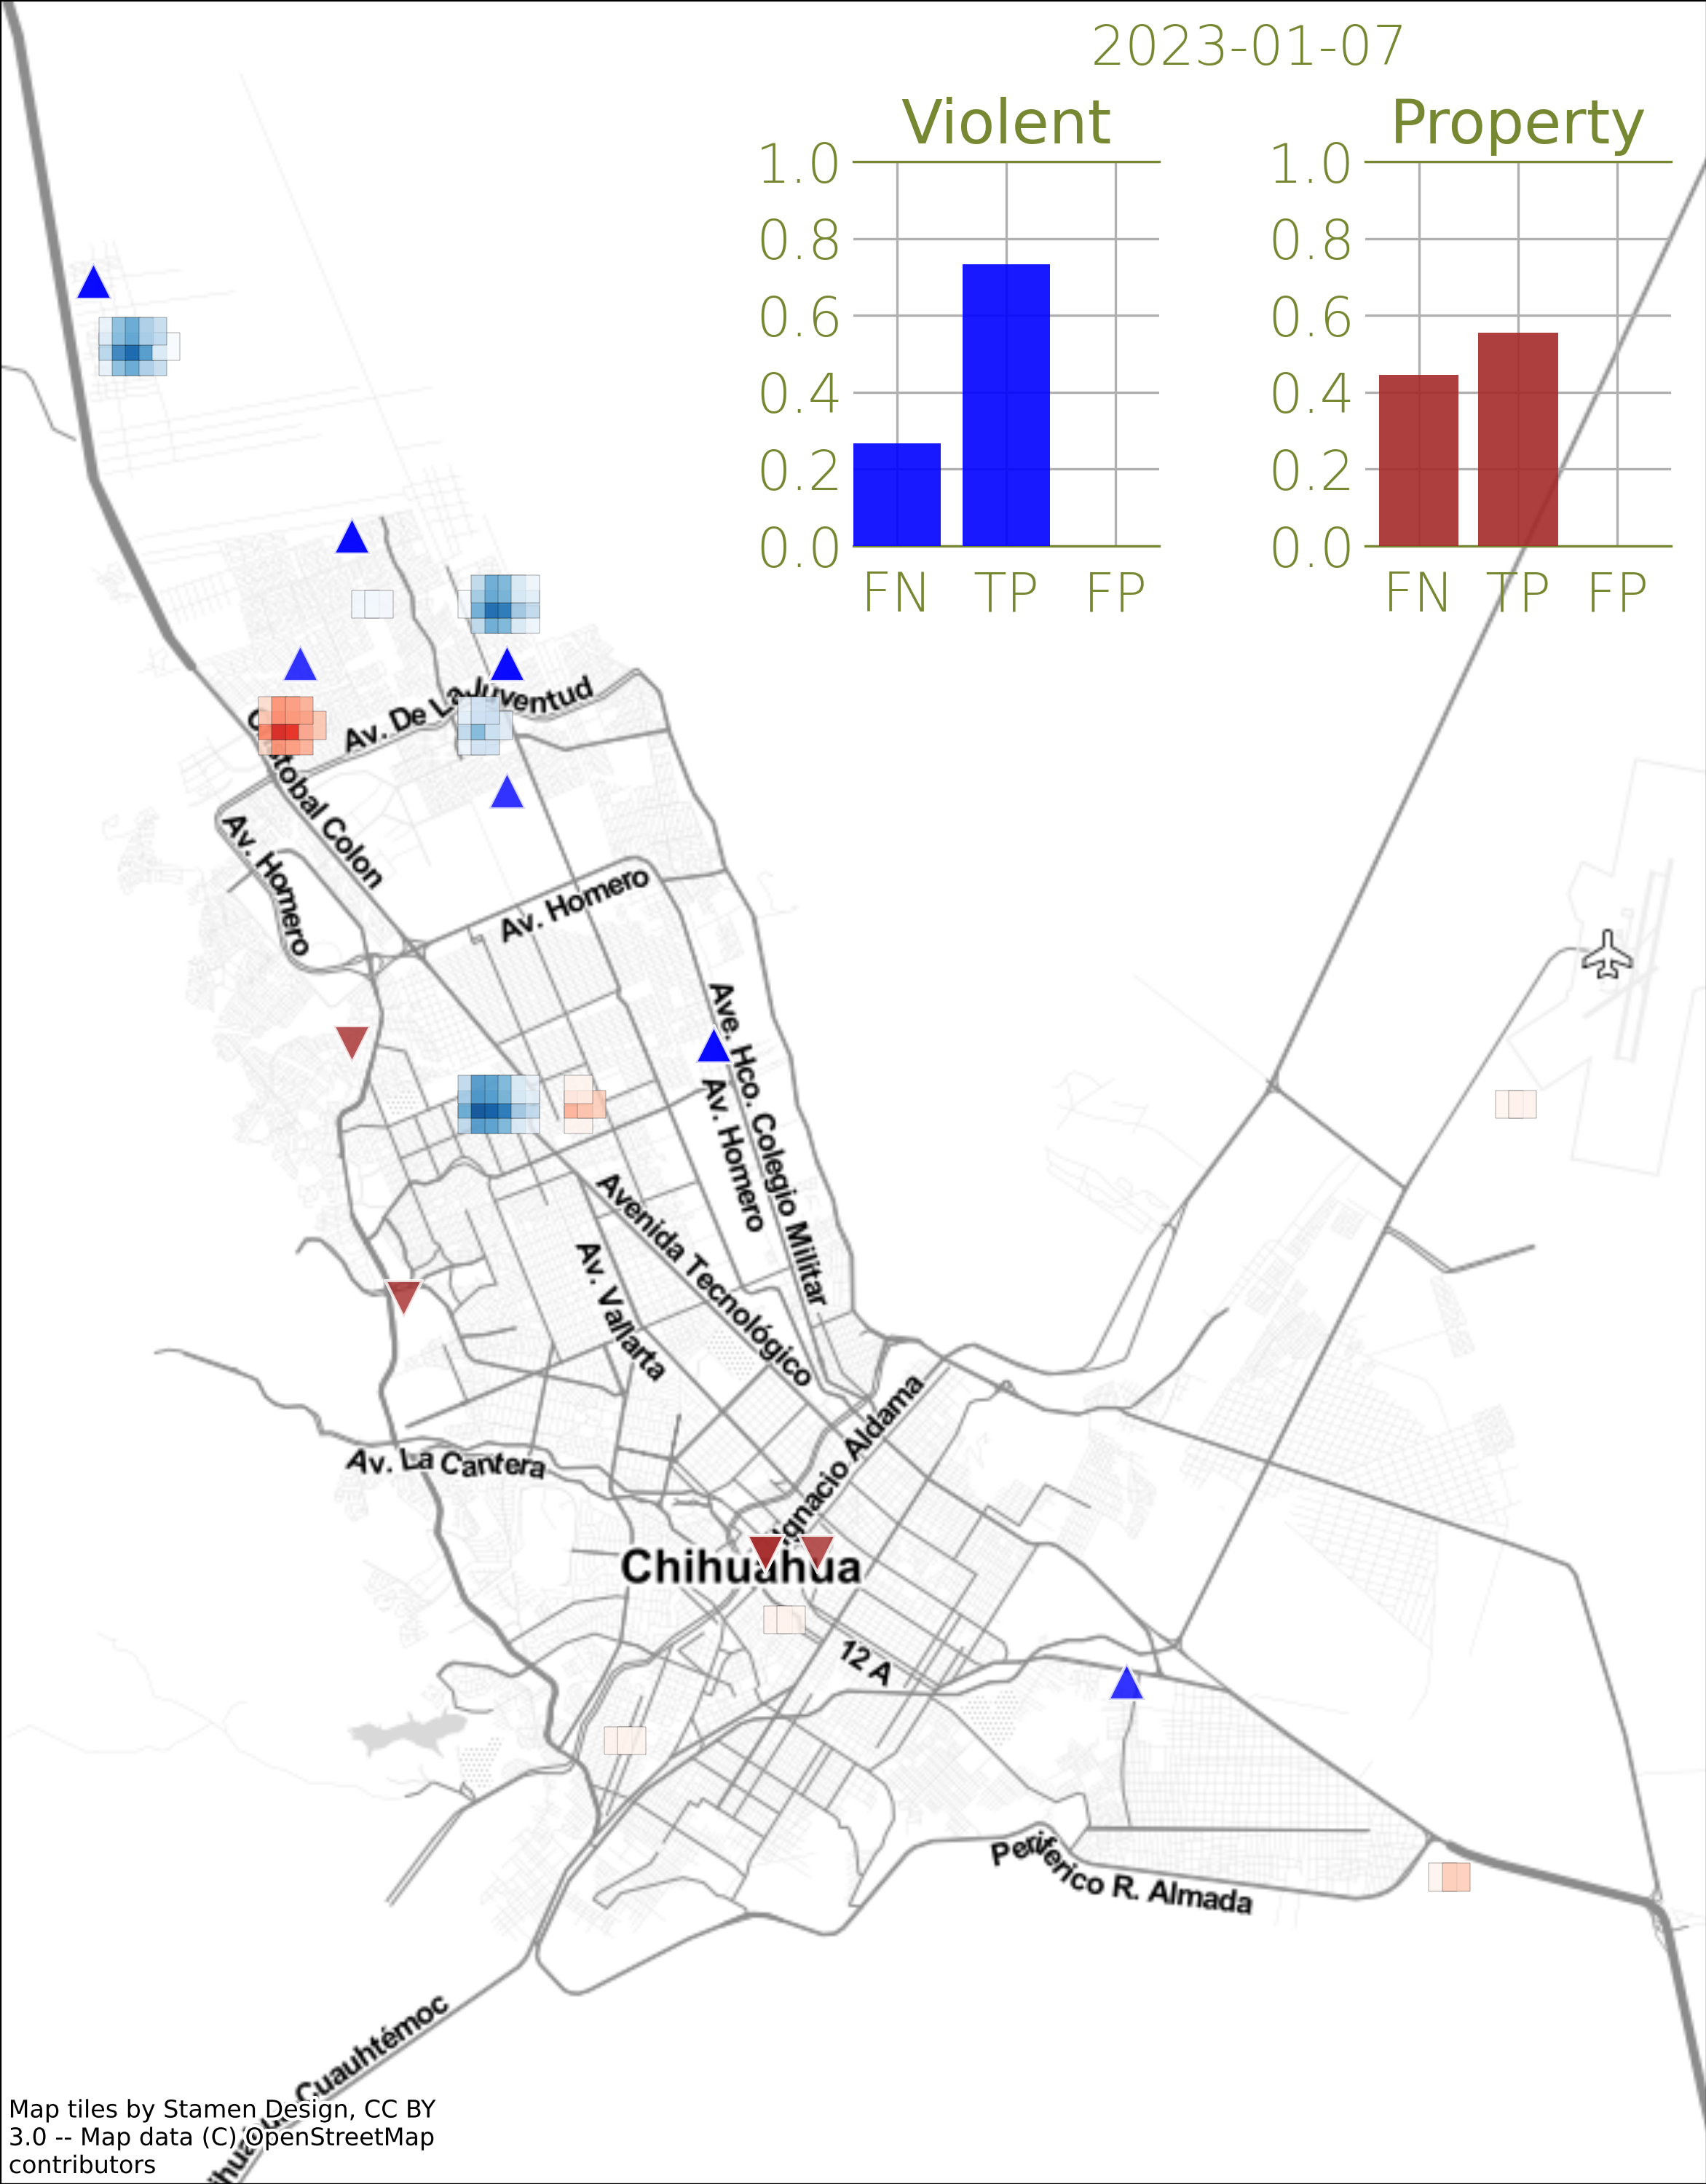 2023-01-07
Violent
Property
1.0
0.8
0.6
0.4
0.2
0.0
FN TP FP
1.0
0.8
0.6
0.4
0.2
0.0
FN TP FP
Av. De La Juventud
Av. Homero
Colon
Av. Homero
Ave. Hco. Colegio Militar
Av. Homero
Avenida Tecnológico
Av. Vallarta
Av. La Cantera
Ignacio Aldama
Chihuahua
12 A
Periferico R. Almada
Cuauhtémoc
Map tiles by Stamen Design, CC BY
3.0 -- Map data (C) OpenStreetMap
contributors